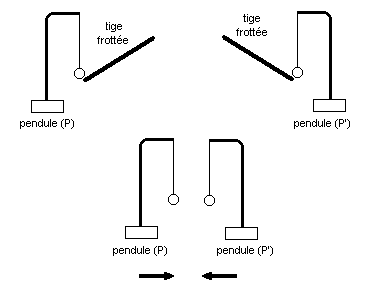 tige
frottée
tige
frottée
pendule (P)
pendule (P')
pendule (P)
pendule (P')